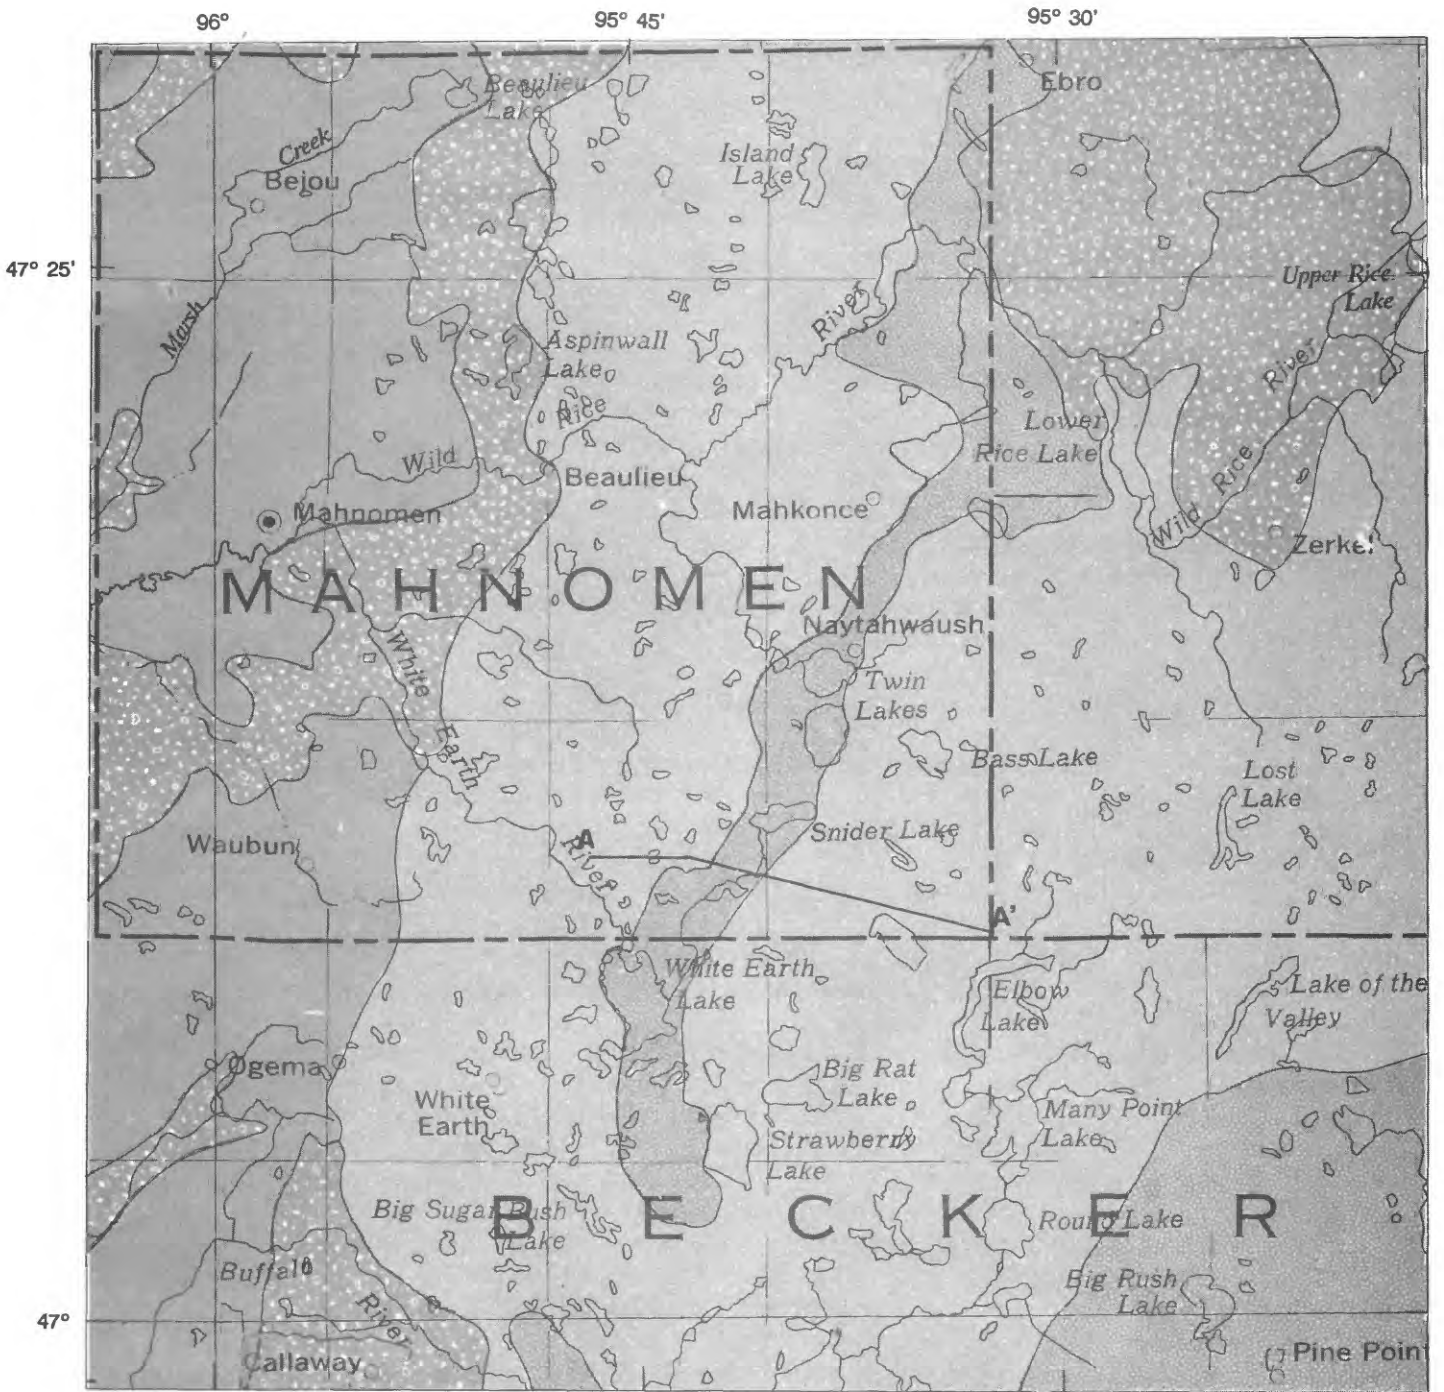 96°
95° 45'
95° 30'
Beaulieu
Lake
Ebro
Creek
Island
Lake
Bejou
47° 25'
Upper Rice
Lake
Marsh
River
Aspinwall
Lake
River
Rice
Lower
Rice Lake
Wild
Beaulieu
Rice
Mahnomen
Mahkonce
Wild
Zerkel
MAHNOMEN
Naytahwaush
White
Twin
Lakes
Earth
Bass Lake
Lost
Lake
Waubun
A
Snider Lake
River
A'
White Earth
Lake
Elbow
Lake
Lake of the
Valley
Ogema
Big Rat
Lake
White
Earth
Many Point
Lake
Strawberry
Lake
Big Sugar Bush
Lake
BECKER
Round Lake
Buffalo
River
Big Rush
Lake
47°
Callaway
Pine Point